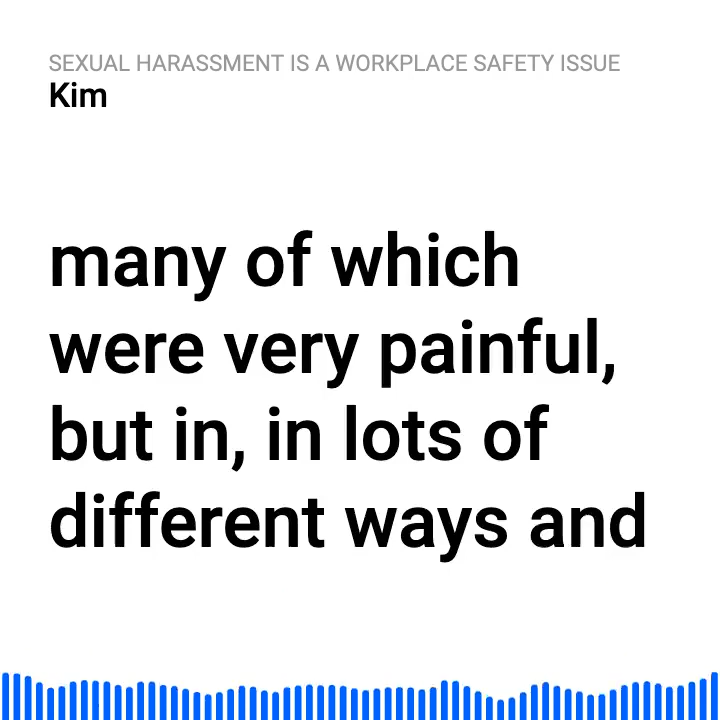 SEXUAL HARASSMENT IS A WORKPLACE SAFETY ISSUE
Kim
many of which
were very painful,
but in, in lots of
different ways and